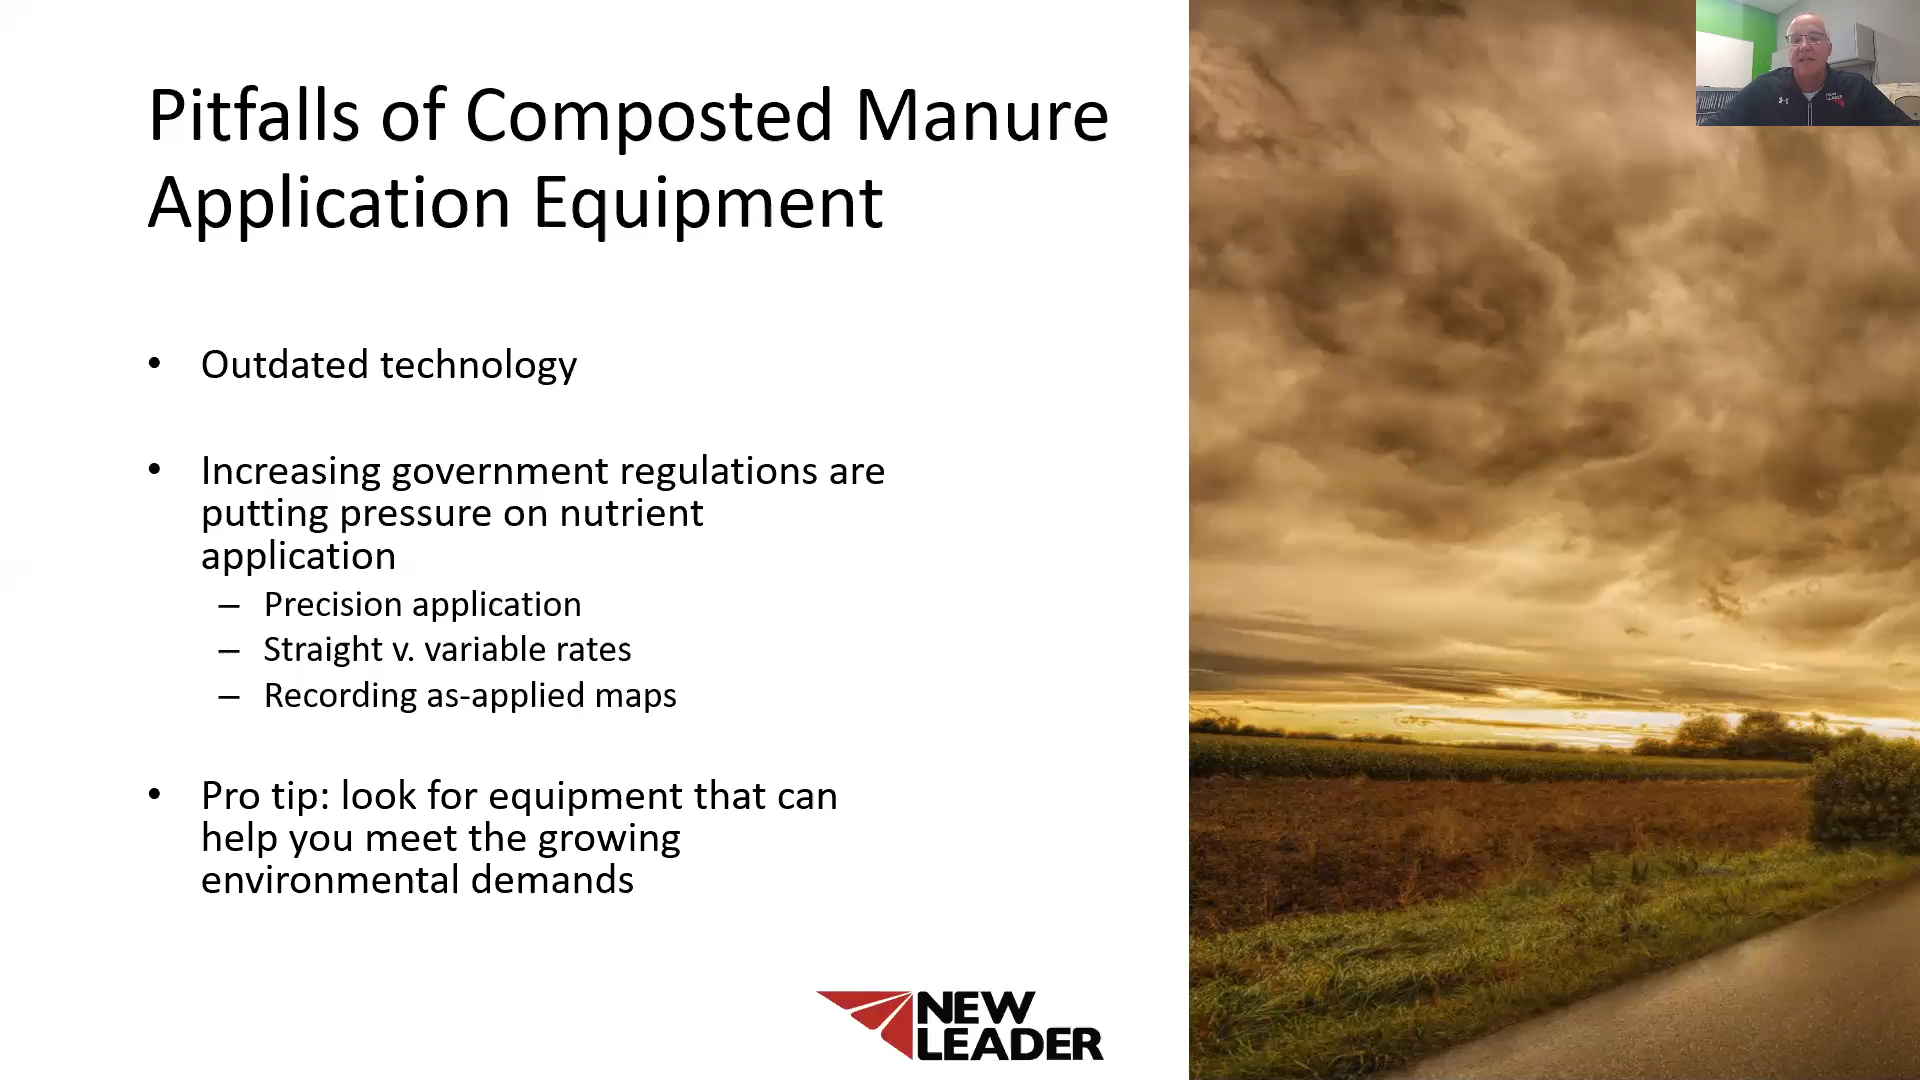 Pitfalls of Composted Manure
Application Equipment
• Outdated technology
• Increasing government regulations are
putting pressure on nutrient
application
– Precision application
– Straight v. variable rates
– Recording as-applied maps
• Pro tip: look for equipment that can
help you meet the growing
environmental demands
NEW
LEADER
NEW
LEADER